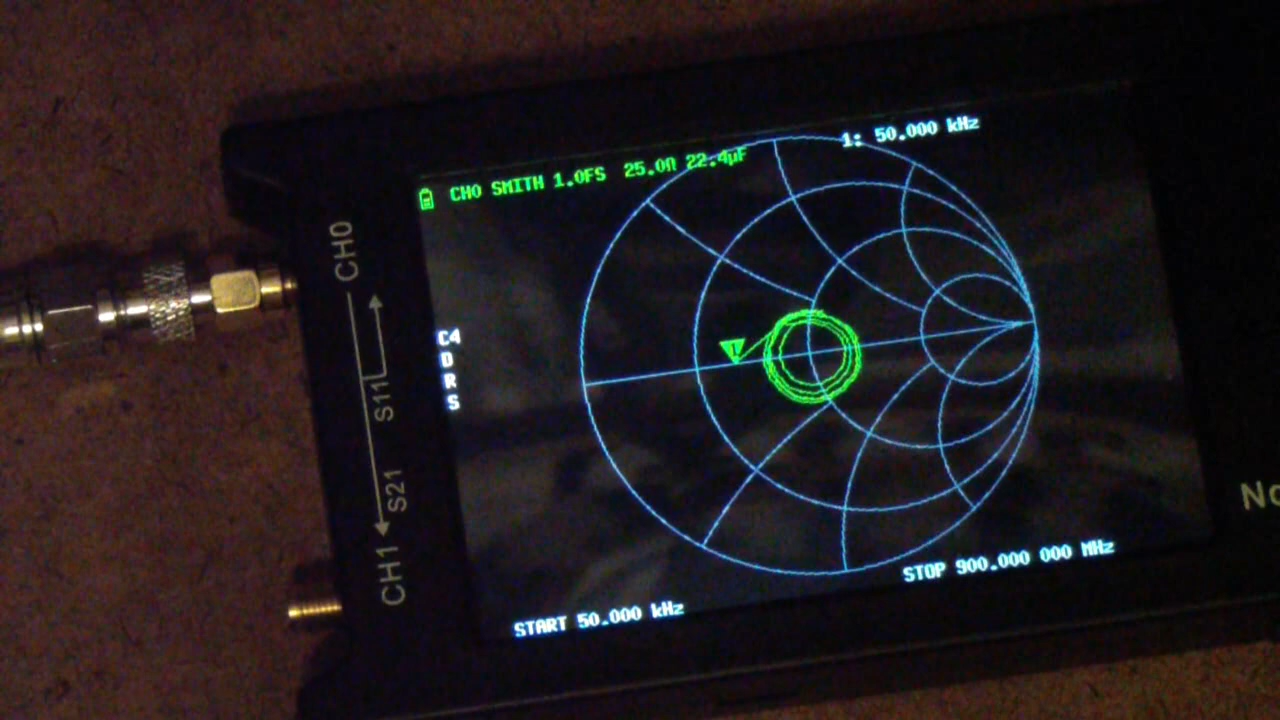 1: 50.000 kHz
CH0 SMITH 1.0FS 25.0Ω 22.4µF
C4
D
R
S
START 50.000 kHz
STOP 900.000 000 MHz
CH0
S11
S21
CH1
1